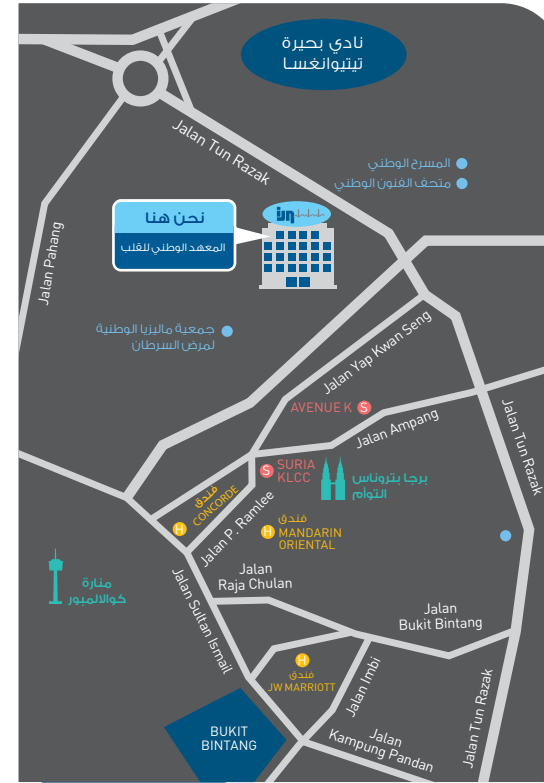 نادي بحيرة
تيتيوانغسا
Jalan Tun Razak
المسرح الوطني
متحف الفنون الوطني
ijn
نحن هنا
المعهد الوطني للقلب
Jalan Pahang
جمعية ماليزيا الوطنية
لمرض السرطان
Jalan Yap Kwan Seng
AVENUE K S
Jalan Ampang
Jalan Tun Razak
S SURIA
KLCC
برجا بتروناس
التوأم
فندق
CONCORDE
H
Jalan P. Ramlee
فندق
H MANDARIN
ORIENTAL
منارة
كوالالمبور
Jalan
Raja Chulan
Jalan Sultan Ismail
Jalan
Bukit Bintang
H
فندق
JW MARRIOTT
Jalan Imbi
BUKIT
BINTANG
Jalan
Kampung Pandan
Jalan Tun Razak